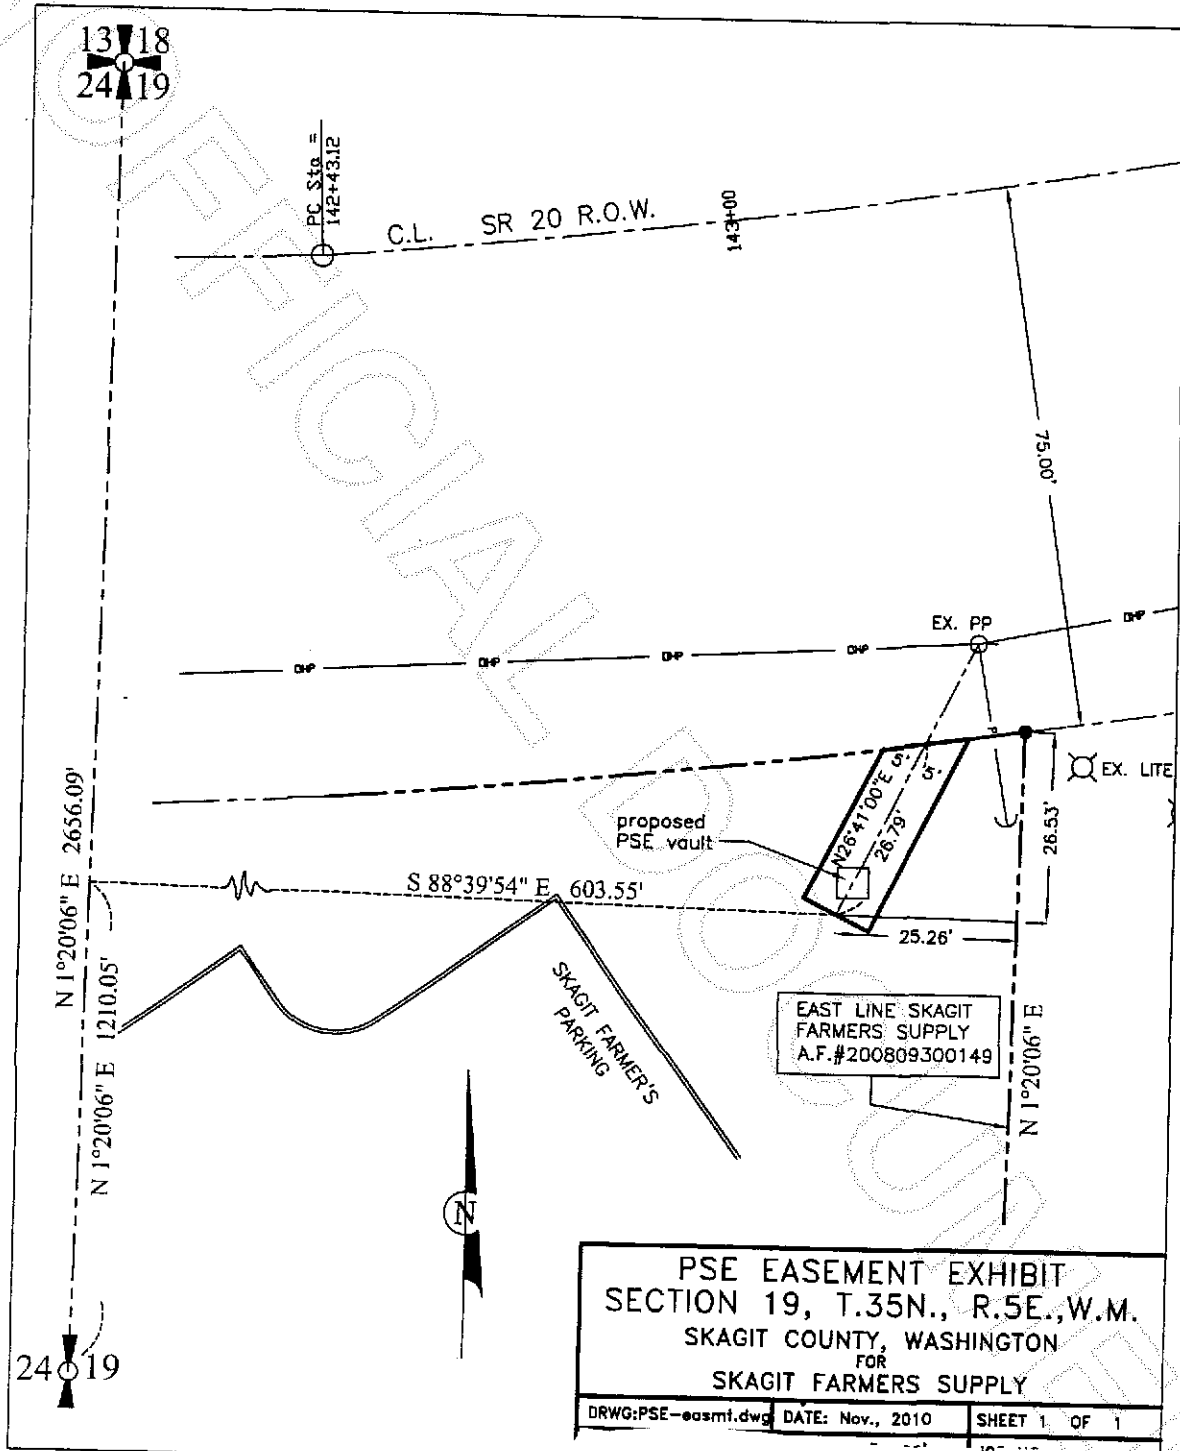 13 18
24 19
PC Sta =
142+43.12
C.L. SR 20 R.O.W.
143+00
75.00'
EX. PP
OHP OHP OHP OHP OHP
EX. LITE
N 1°20'06" E 2656.09'
proposed
PSE vault
N26°41'00"E
26.79'
5'
5'
26.53'
S 88°39'54" E 603.55'
25.26'
N 1°20'06" E 1210.05'
SKAGIT FARMER'S
PARKING
EAST LINE SKAGIT
FARMERS SUPPLY
A.F.#200809300149
N 1°20'06" E
N
24 19
PSE EASEMENT EXHIBIT
SECTION 19, T.35N., R.5E.,W.M.
SKAGIT COUNTY, WASHINGTON
FOR
SKAGIT FARMERS SUPPLY
DRWG:PSE-easmt.dwg DATE: Nov., 2010 SHEET 1 OF 1
UNOFFICIAL DOCUMENT